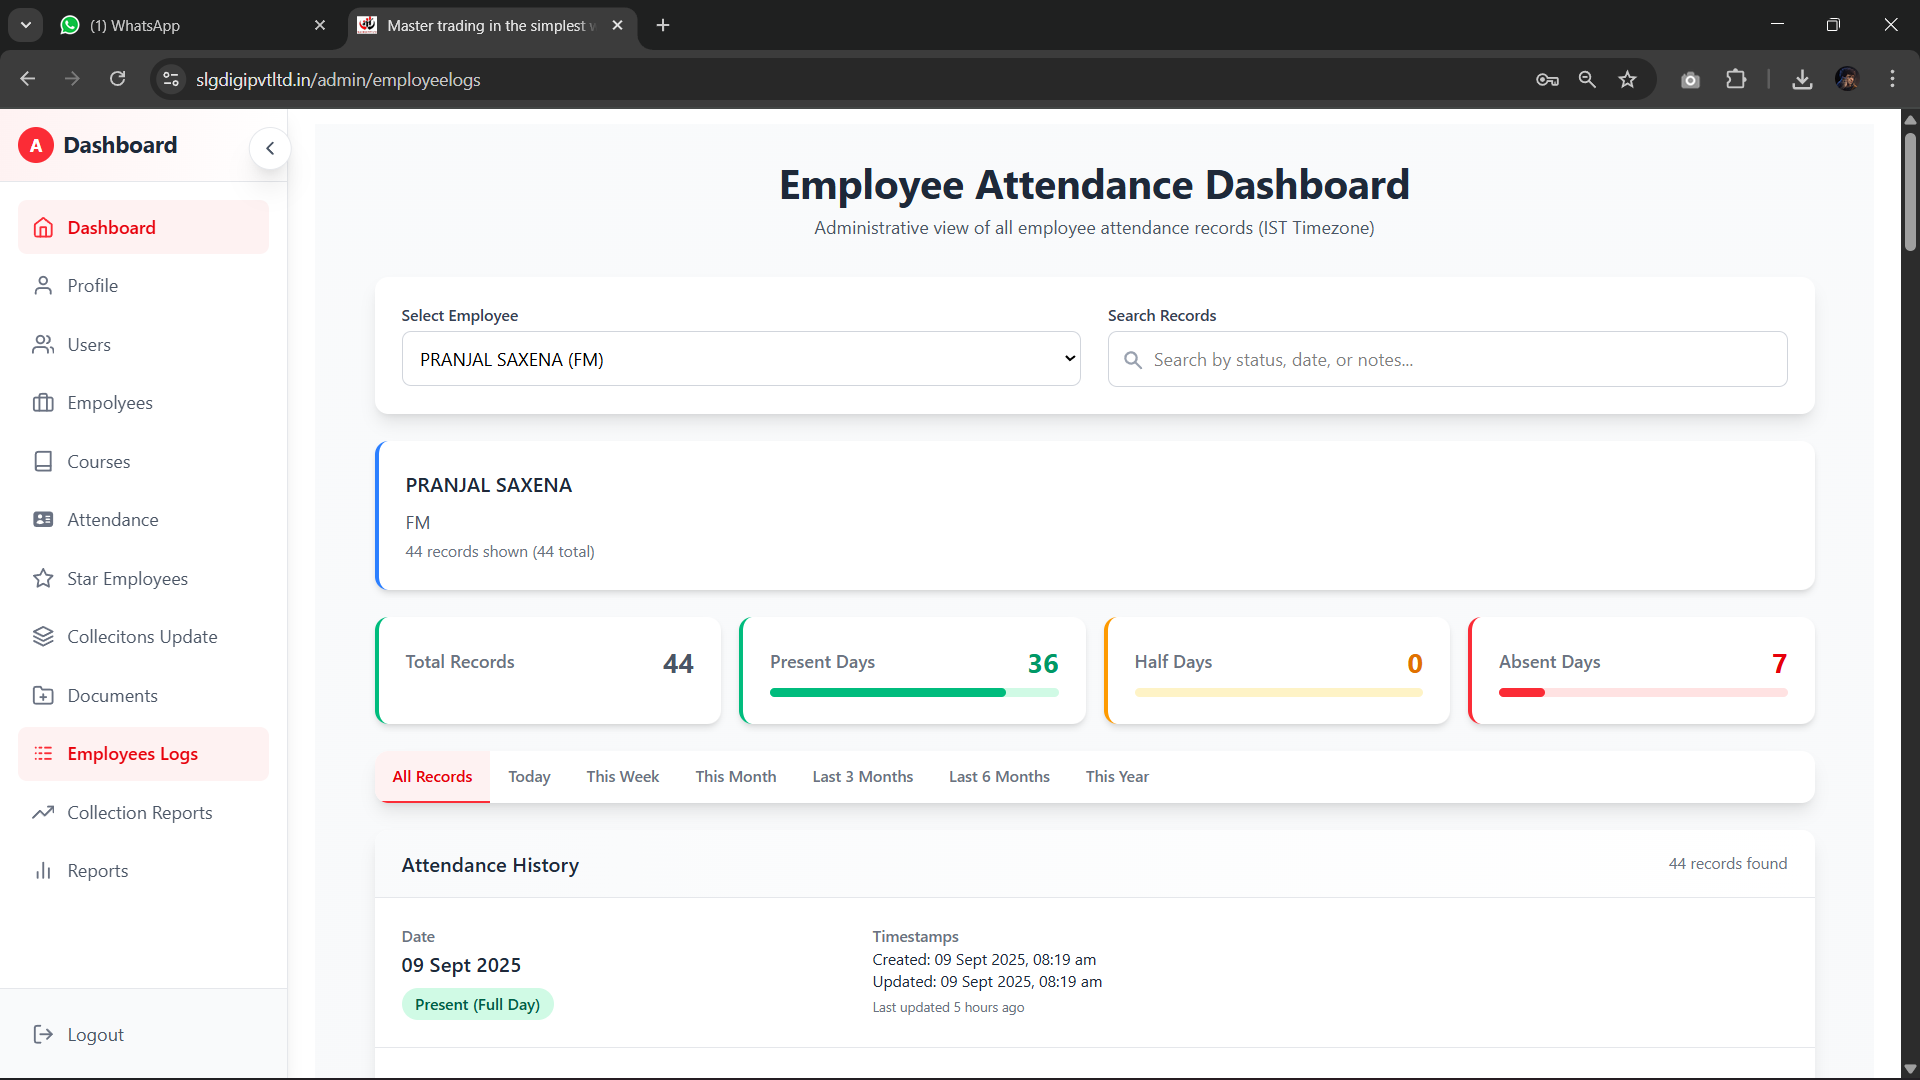 (1) WhatsApp
Master trading in the simplest
slgdigipvtltd.in/admin/employeelogs
A
Dashboard
Dashboard
Profile
Users
Empolyees
Courses
Attendance
Star Employees
Collecitons Update
Documents
Employees Logs
Collection Reports
Reports
Logout
Employee Attendance Dashboard
Administrative view of all employee attendance records (IST Timezone)
Select Employee
PRANJAL SAXENA (FM)
Search Records
Search by status, date, or notes...
PRANJAL SAXENA
FM
44 records shown (44 total)
Total Records 44
Present Days 36
Half Days 0
Absent Days 7
All Records Today This Week This Month Last 3 Months Last 6 Months This Year
Attendance History
44 records found
Date
09 Sept 2025
Present (Full Day)
Timestamps
Created: 09 Sept 2025, 08:19 am
Updated: 09 Sept 2025, 08:19 am
Last updated 5 hours ago